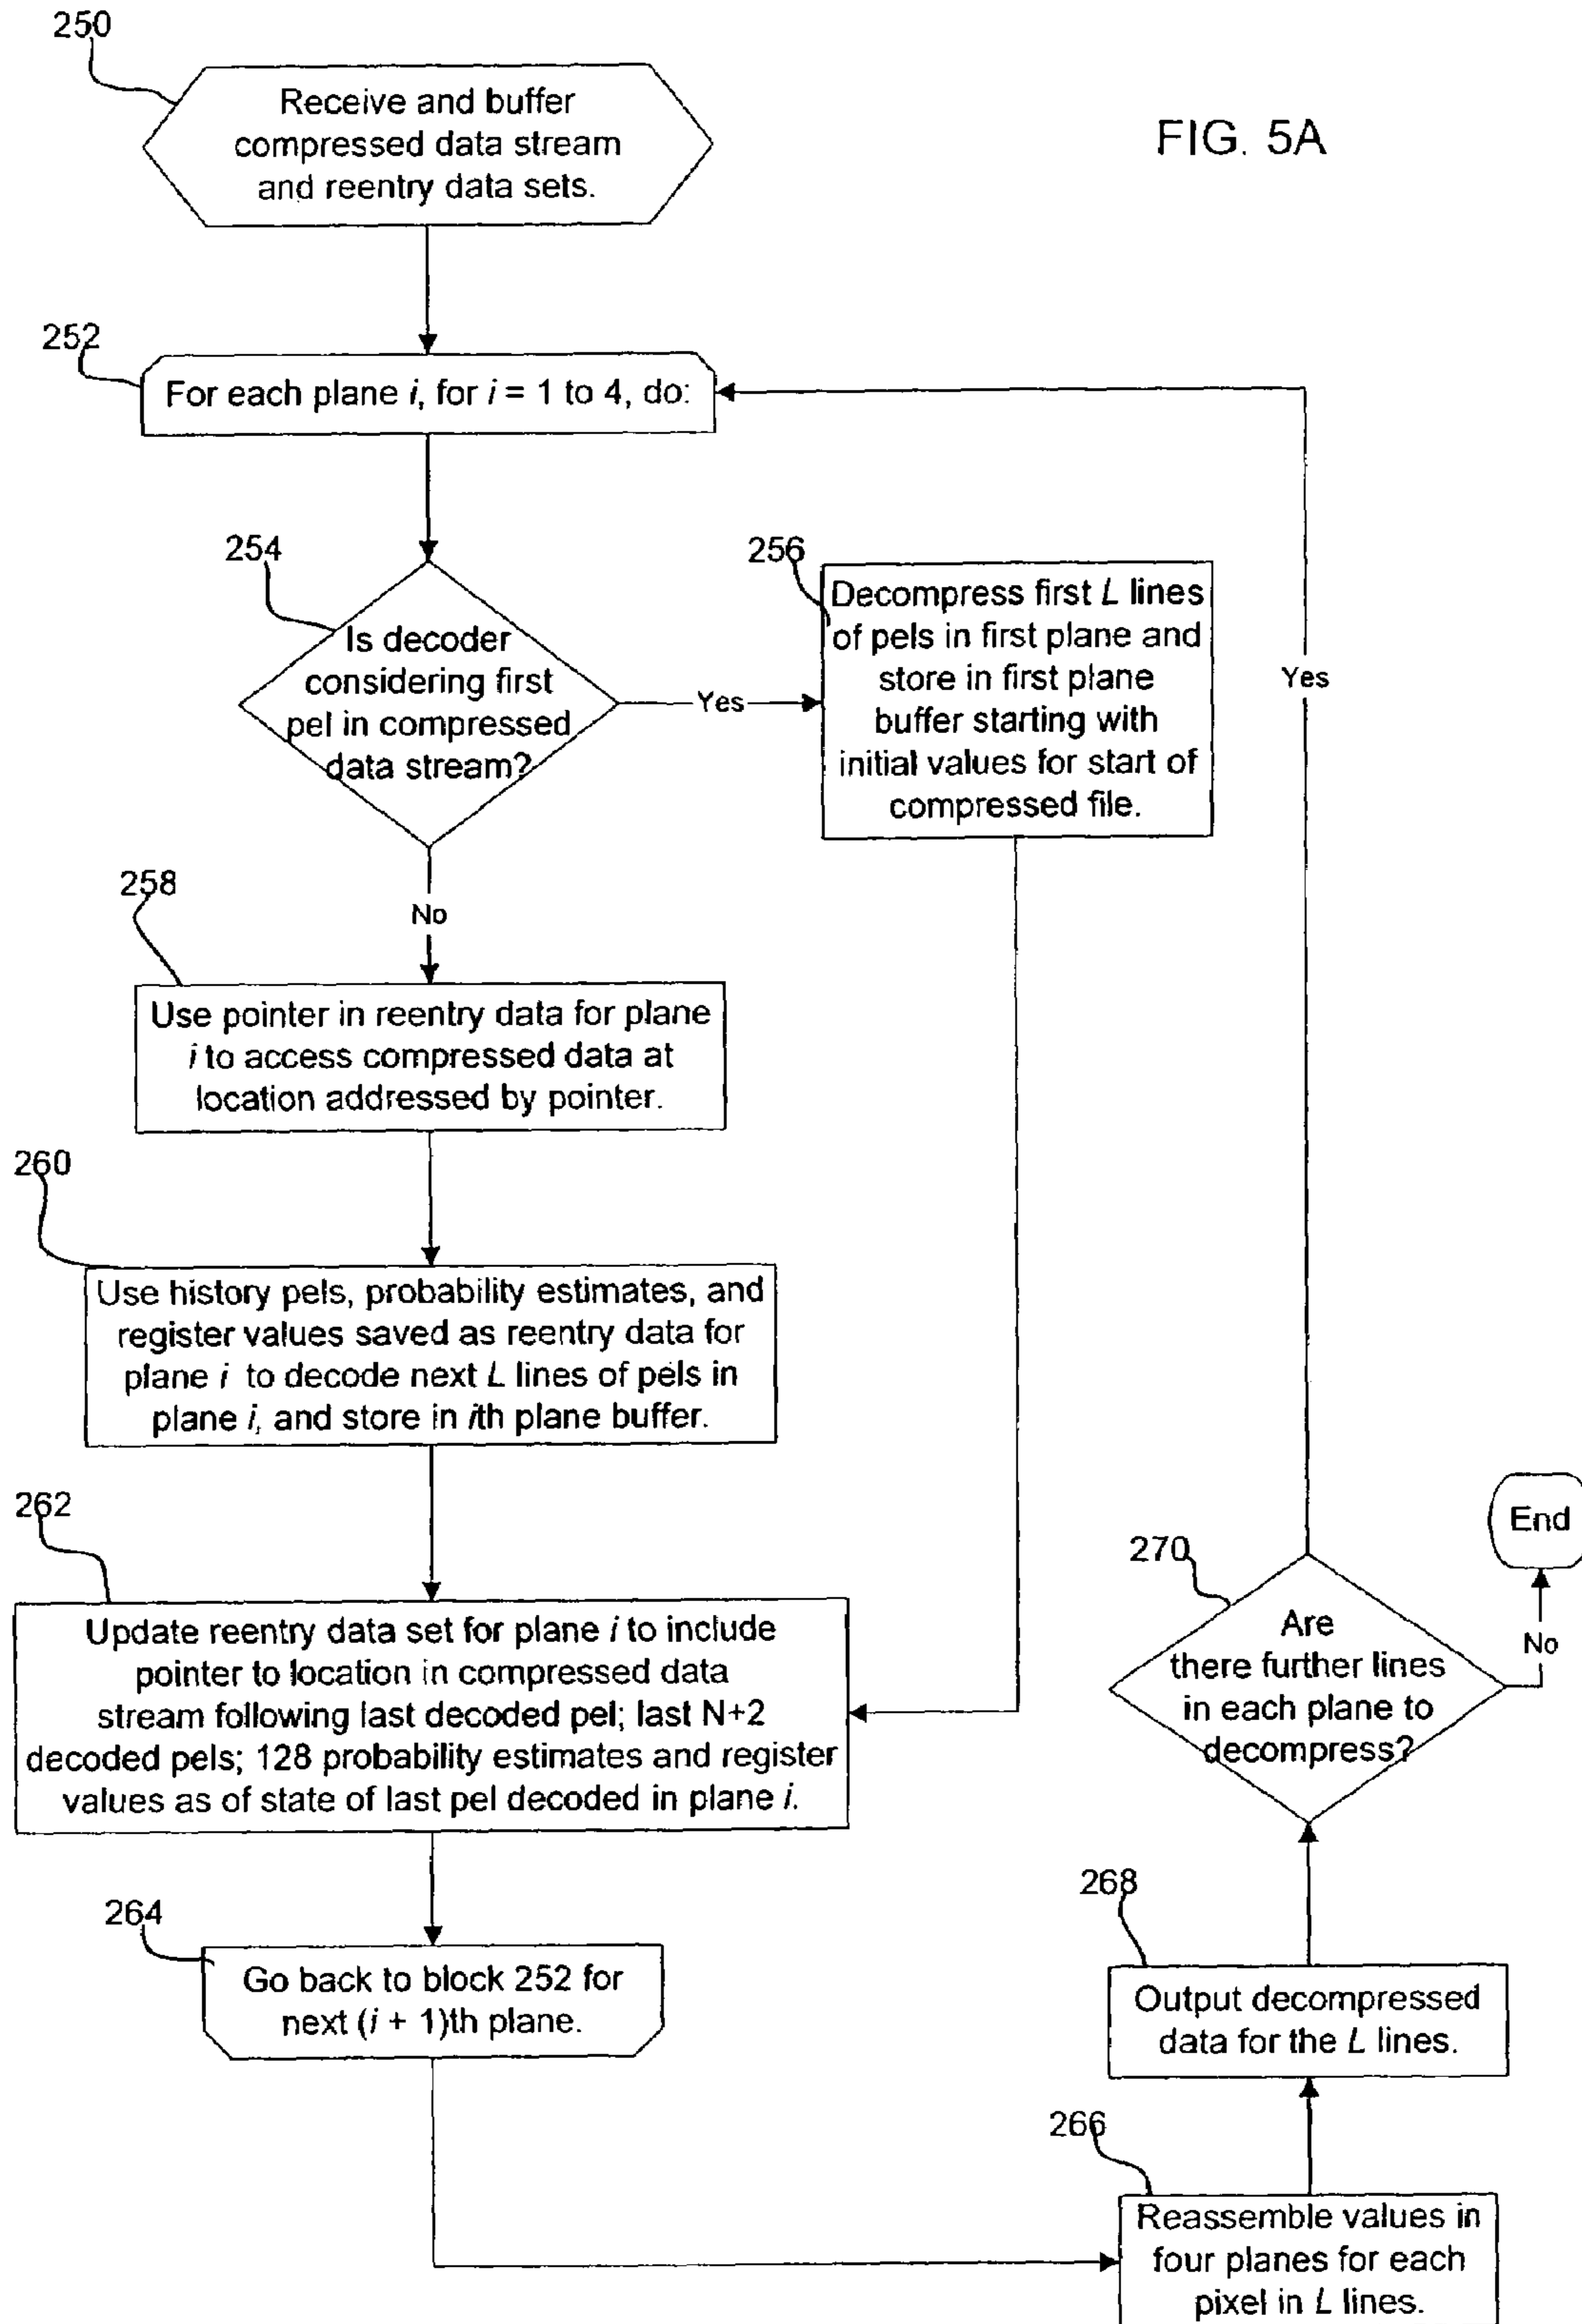 250
Receive and buffer
compressed data stream
and reentry data sets.
FIG. 5A
252
For each plane i, for i = 1 to 4, do:
254
Is decoder
considering first
pel in compressed
data stream?
Yes
256
Decompress first L lines
of pels in first plane and
store in first plane
buffer starting with
initial values for start of
compressed file.
Yes
No
258
Use pointer in reentry data for plane
i to access compressed data at
location addressed by pointer.
260
Use history pels, probability estimates, and
register values saved as reentry data for
plane i to decode next L lines of pels in
plane i, and store in ith plane buffer.
262
Update reentry data set for plane i to include
pointer to location in compressed data
stream following last decoded pel; last N+2
decoded pels; 128 probability estimates and register
values as of state of last pel decoded in plane i.
264
Go back to block 252 for
next (i + 1)th plane.
266
Reassemble values in
four planes for each
pixel in L lines.
268
Output decompressed
data for the L lines.
270
Are
there further lines
in each plane to
decompress?
No
End